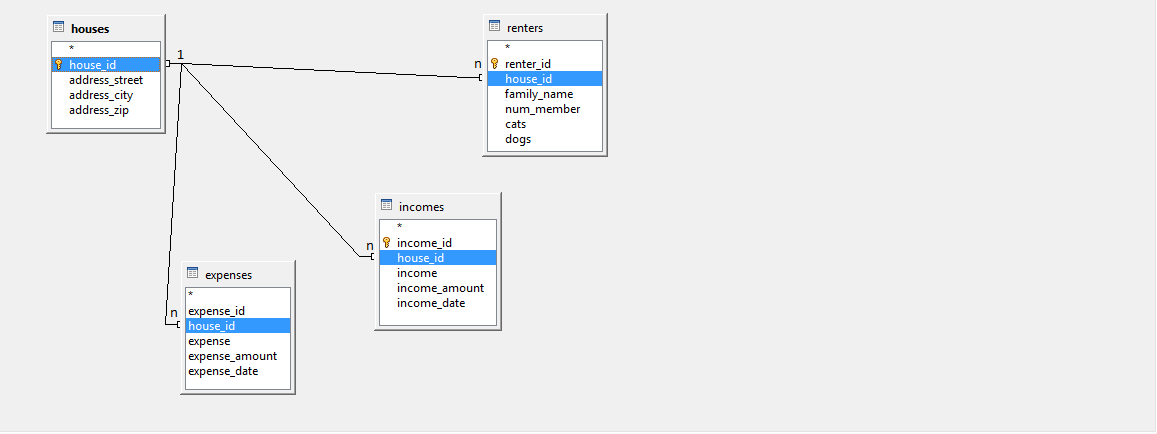 houses
*
house_id
address_street
address_city
address_zip
1
n
renters
*
renter_id
house_id
family_name
num_member
cats
dogs
n
incomes
*
income_id
house_id
income
income_amount
income_date
n
expenses
*
expense_id
house_id
expense
expense_amount
expense_date